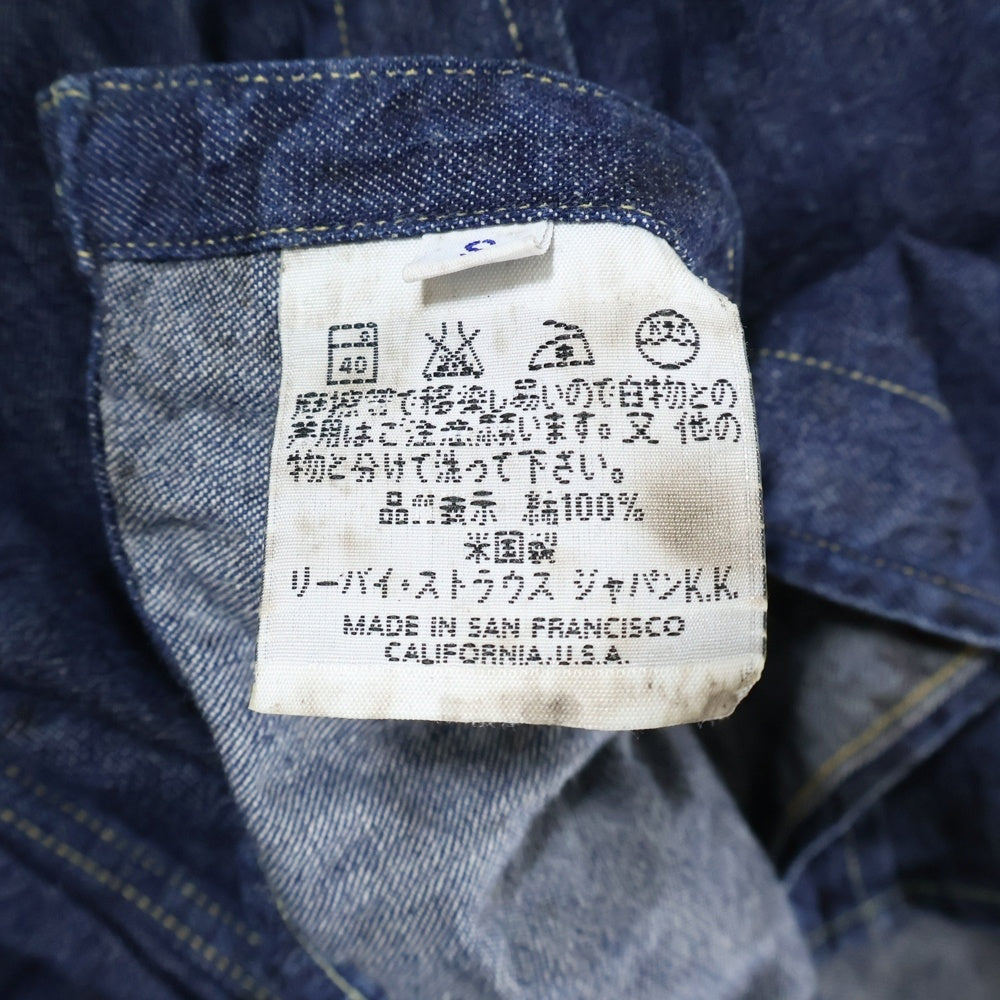 S
40
摩擦等で移染し易いので白物との
兼用はご注意願います。又 他の
物と分けて洗って下さい。
品質表示 綿100%
米国製
リーバイ・ストラウス ジャパンK.K.
MADE IN SAN FRANCISCO
CALIFORNIA.U.S.A.